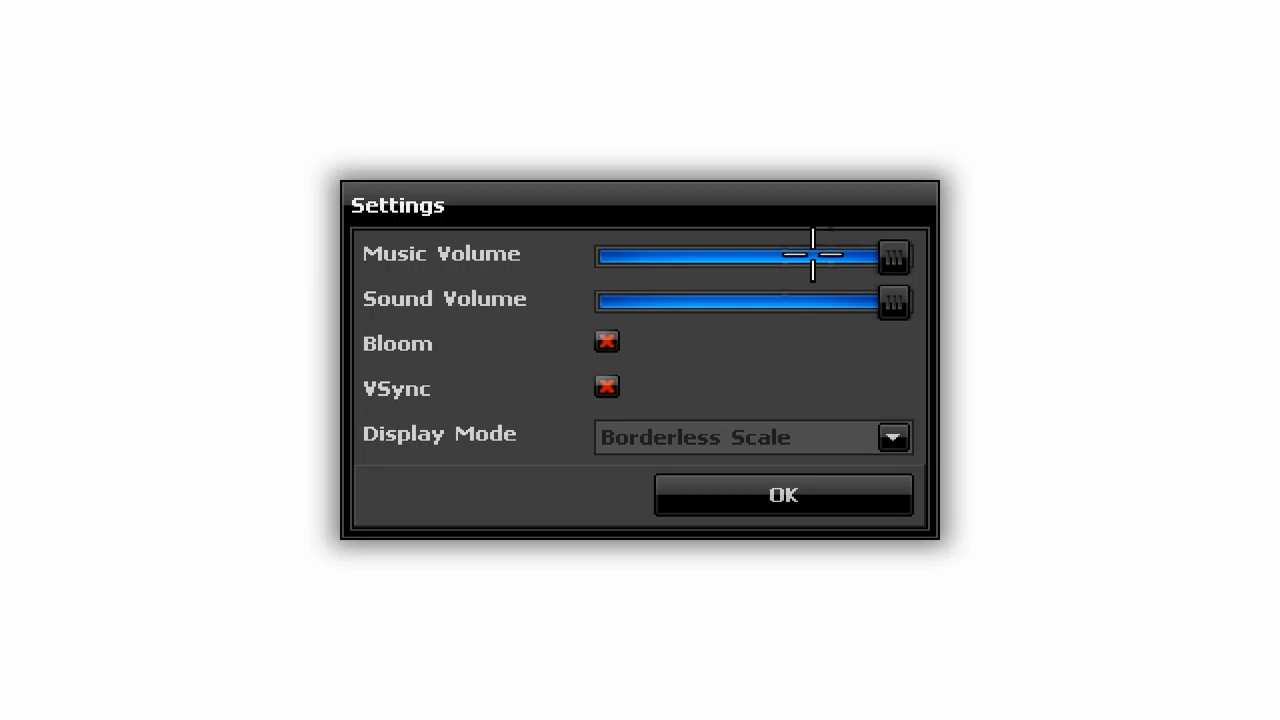 Settings
Music Volume
Sound Volume
Bloom
VSync
Display Mode
Borderless Scale
OK